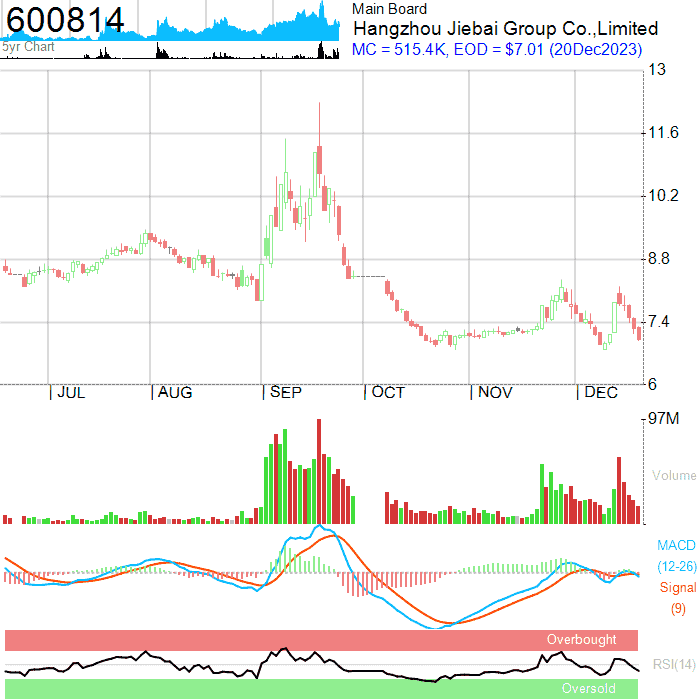 600814
5yr Chart
Main Board
Hangzhou Jiebai Group Co.,Limited
MC = 515.4K, EOD = $7.01 (20Dec2023)
13
11.6
10.2
8.8
7.4
6
JUL AUG SEP OCT NOV DEC
97M
Volume
MACD
(12-26)
Signal
(9)
Overbought
RSI(14)
Oversold